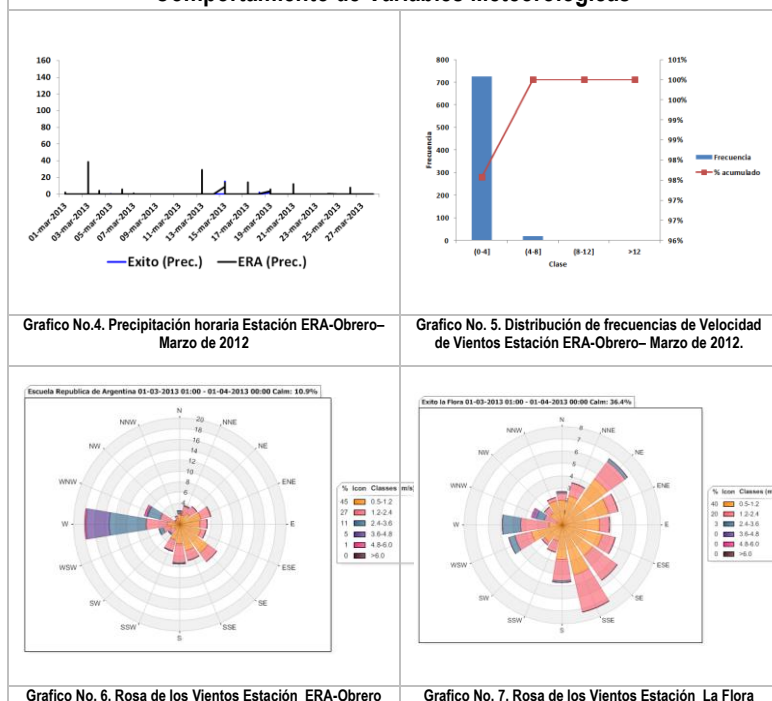 160
140
120
100
80
60
40
20
0
01-mar-2013
03-mar-2013
05-mar-2013
07-mar-2013
09-mar-2013
11-mar-2013
13-mar-2013
15-mar-2013
17-mar-2013
19-mar-2013
21-mar-2013
23-mar-2013
25-mar-2013
27-mar-2013
Exito (Prec.) ERA (Prec.)
800
700
600
500
400
300
200
100
0
Frecuencia
101%
100%
100%
99%
99%
98%
98%
97%
97%
96%
(0-4] (4-8] (8-12] >12
Clase
Frecuencia
% acumulado
Grafico No.4. Precipitación horaria Estación ERA-Obrero–
Marzo de 2012
Grafico No. 5. Distribución de frecuencias de Velocidad
de Vientos Estación ERA-Obrero– Marzo de 2012.
Escuela Republica de Argentina 01-03-2013 01:00 - 01-04-2013 00:00 Calm: 10.9%
N
NNE
NE
ENE
E
ESE
SE
SSE
S
SSW
SW
WSW
W
WNW
NW
NNW
20
18
16
14
12
10
8
6
4
% Icon Classes (m/s)
45 0.5-1.2
27 1.2-2.4
11 2.4-3.6
5 3.6-4.8
1 4.8-6.0
0 >6.0
Exito la Flora 01-03-2013 01:00 - 01-04-2013 00:00 Calm: 36.4%
N
NNE
NE
ENE
E
ESE
SE
SSE
S
SSW
SW
WSW
W
WNW
NW
NNW
8
7
6
5
4
% Icon Classes (m
40 0.5-1.2
20 1.2-2.4
3 2.4-3.6
0 3.6-4.8
0 4.8-6.0
0 >6.0
Grafico No. 6. Rosa de los Vientos Estación ERA-Obrero
Grafico No. 7. Rosa de los Vientos Estación La Flora